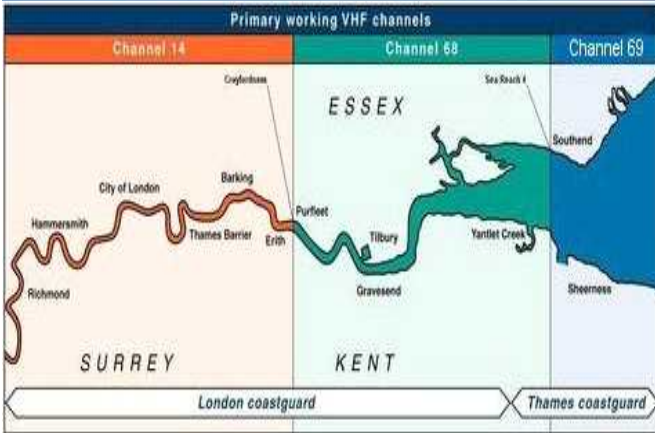 Primary working VHF channels
Channel 14
Channel 68
Channel 69
Crayfordness
Sea Reach 4
ESSEX
Southend
Barking
City of London
Purfleet
Hammersmith
Thames Barrier
Erith
Tilbury
Yantlet Creek
Richmond
Gravesend
Sheerness
SURREY
KENT
London coastguard
Thames coastguard